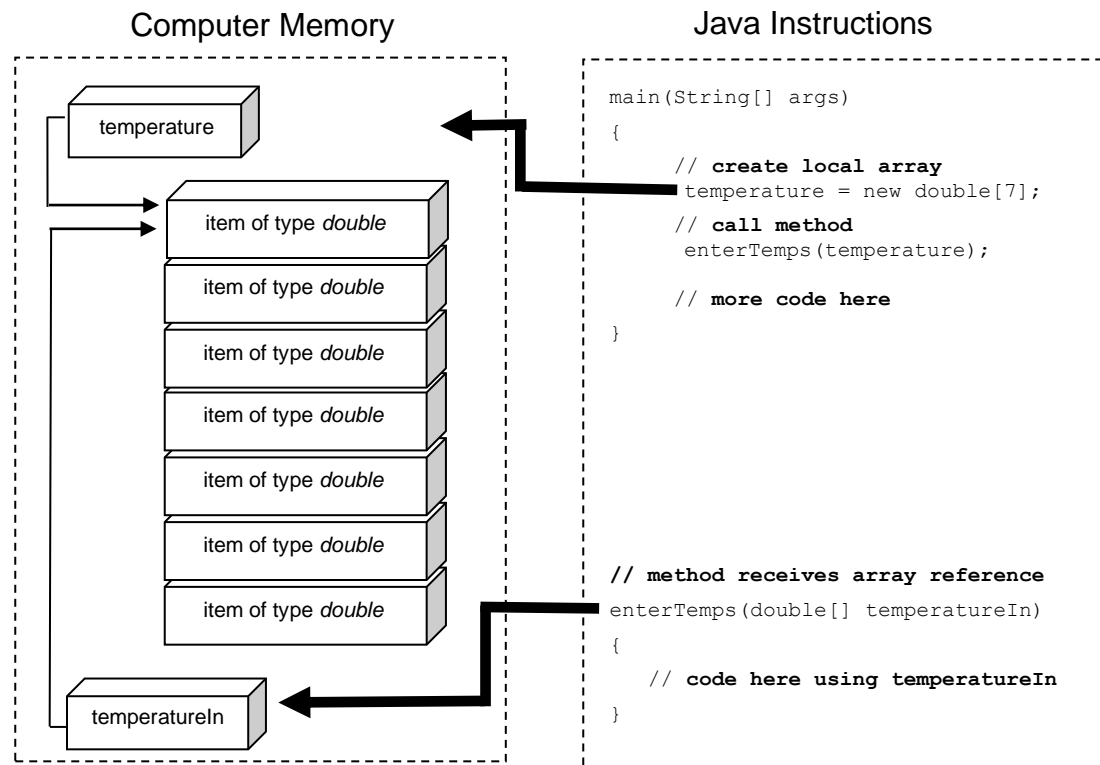 Computer Memory
temperature
item of type double
item of type double
item of type double
item of type double
item of type double
item of type double
item of type double
temperatureIn
Java Instructions
main(String[] args)
{
// create local array
temperature = new double[7];
// call method
enterTemps(temperature);
// more code here
}
// method receives array reference
enterTemps(double[] temperatureIn)
{
// code here using temperatureIn
}